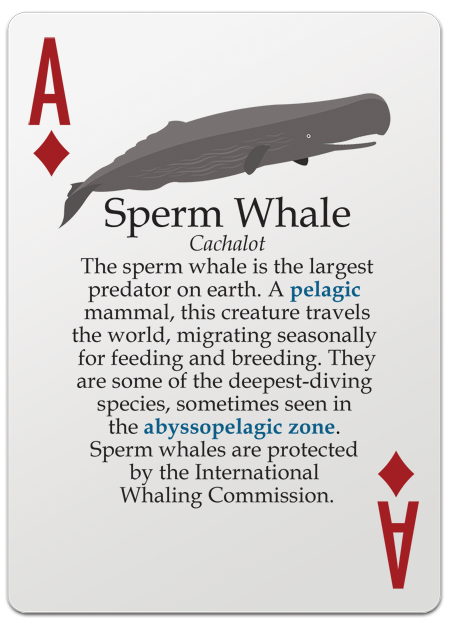 A
Sperm Whale
Cachalot
The sperm whale is the largest
predator on earth. A pelagic
mammal, this creature travels
the world, migrating seasonally
for feeding and breeding. They
are some of the deepest-diving
species, sometimes seen in
the abyssopelagic zone.
Sperm whales are protected
by the International
Whaling Commission.
A